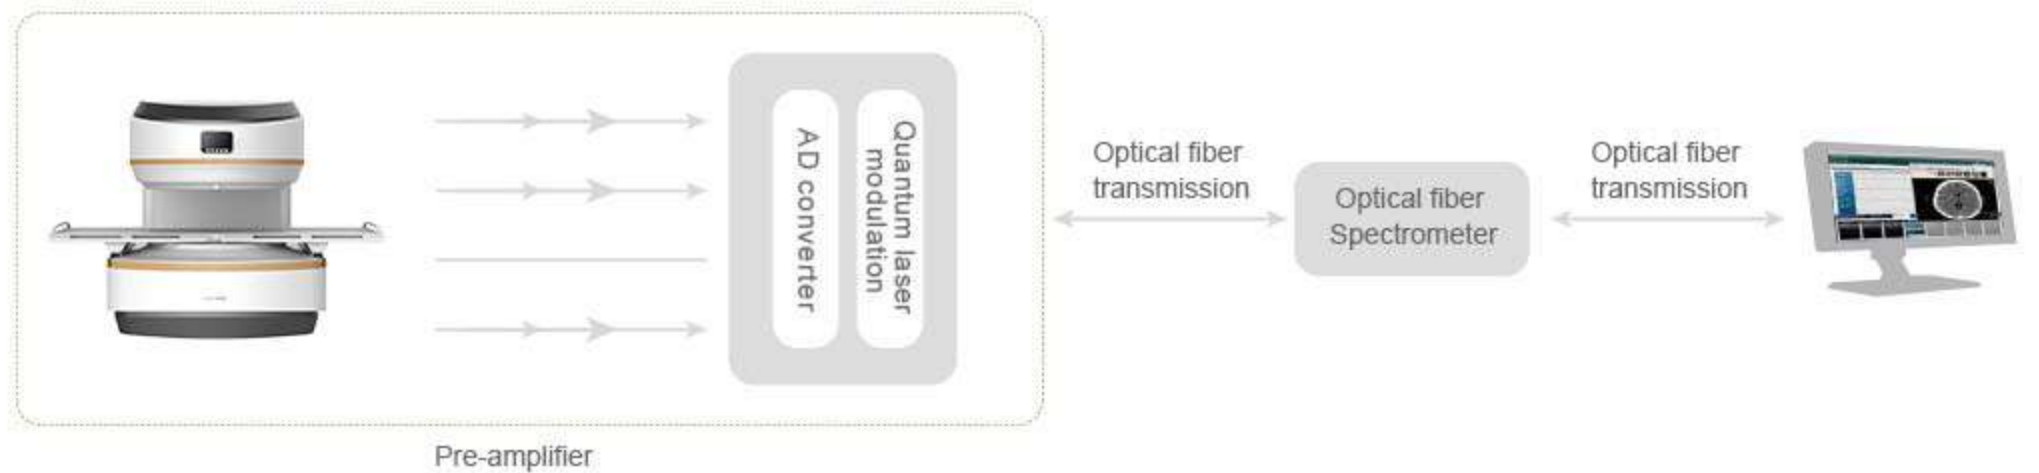 AD converter
Quantum laser
modulation
Optical fiber
transmission
Optical fiber
Spectrometer
Optical fiber
transmission
Pre-amplifier